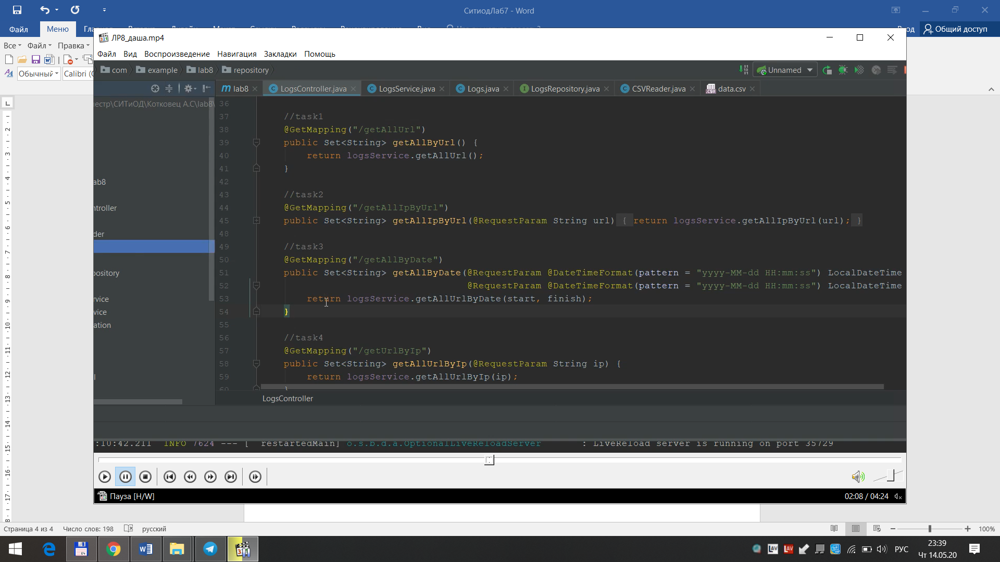 СитиодЛаб7 - Word
Файл
Меню
Общий доступ
Все
Файл
Правка
Обычный
Calibri
ЛР8_даша.mp4
Файл Вид Воспроизведение Навигация Закладки Помощь
com example lab8 repository
Unnamed
lab8 LogsController.java LogsService.java Logs.java LogsRepository.java CSVReader.java data.csv
естр\СИТиОД\Котковец А.С\lab8\
ab8
ntroller
der
pository
rvice
vice
ation
36
37 //task1
38 @GetMapping("/getAllUrl")
39 public Set<String> getAllByUrl() {
40 return logsService.getAllUrl();
41 }
42
43 //task2
44 @GetMapping("/getAllIpByUrl")
45 public Set<String> getAllIpByUrl(@RequestParam String url) { return logsService.getAllIpByUrl(url); }
48
49 //task3
50 @GetMapping("/getAllByDate")
51 public Set<String> getAllByDate(@RequestParam @DateTimeFormat(pattern = "yyyy-MM-dd HH:mm:ss") LocalDateTime
52 @RequestParam @DateTimeFormat(pattern = "yyyy-MM-dd HH:mm:ss") LocalDateTime
53 return logsService.getAllUrlByDate(start, finish);
54 }
55
56 //task4
57 @GetMapping("/getUrlByIp")
58 public Set<String> getAllUrlByIp(@RequestParam String ip) {
59 return logsService.getAllUrlByIp(ip);
60 }
LogsController
:10:42.211 INFO 7624 --- [ restartedMain] o.s.b.d.a.OptionalLiveReloadServer : LiveReload server is running on port 35729
Пауза [H/W]
02:08 / 04:24
Страница 4 из 4 Число слов: 198 русский
100%
РУС
23:39
Чт 14.05.20